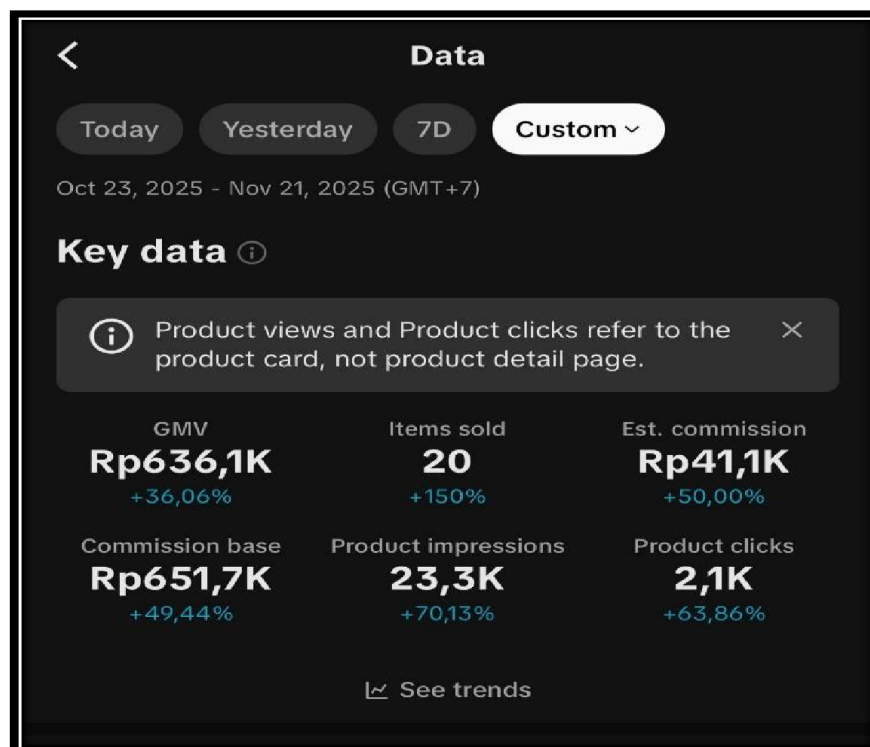 Data
Today Yesterday 7D Custom
Oct 23, 2025 - Nov 21, 2025 (GMT+7)
Key data
Product views and Product clicks refer to the
product card, not product detail page.
GMV Items sold Est. commission
Rp636,1K 20 Rp41,1K
+36,06% +150% +50,00%
Commission base Product impressions Product clicks
Rp651,7K 23,3K 2,1K
+49,44% +70,13% +63,86%
See trends